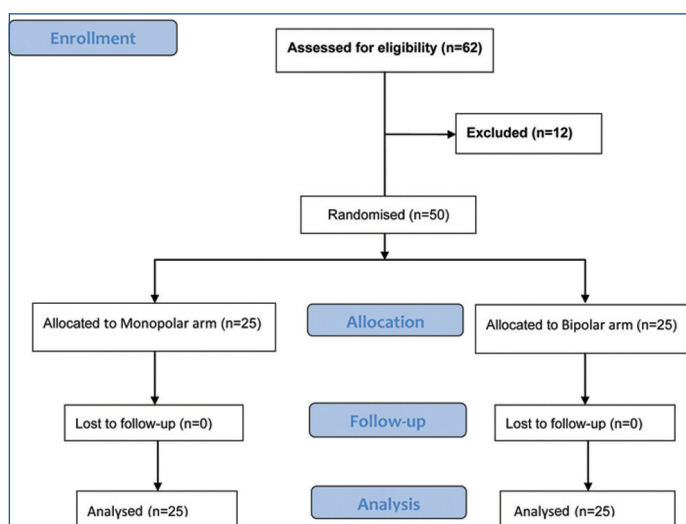 Enrollment
Assessed for eligibility (n=62)
Excluded (n=12)
Randomised (n=50)
Allocated to Monopolar arm (n=25)
Allocation
Allocated to Bipolar arm (n=25)
Lost to follow-up (n=0)
Follow-up
Lost to follow-up (n=0)
Analysed (n=25)
Analysis
Analysed (n=25)